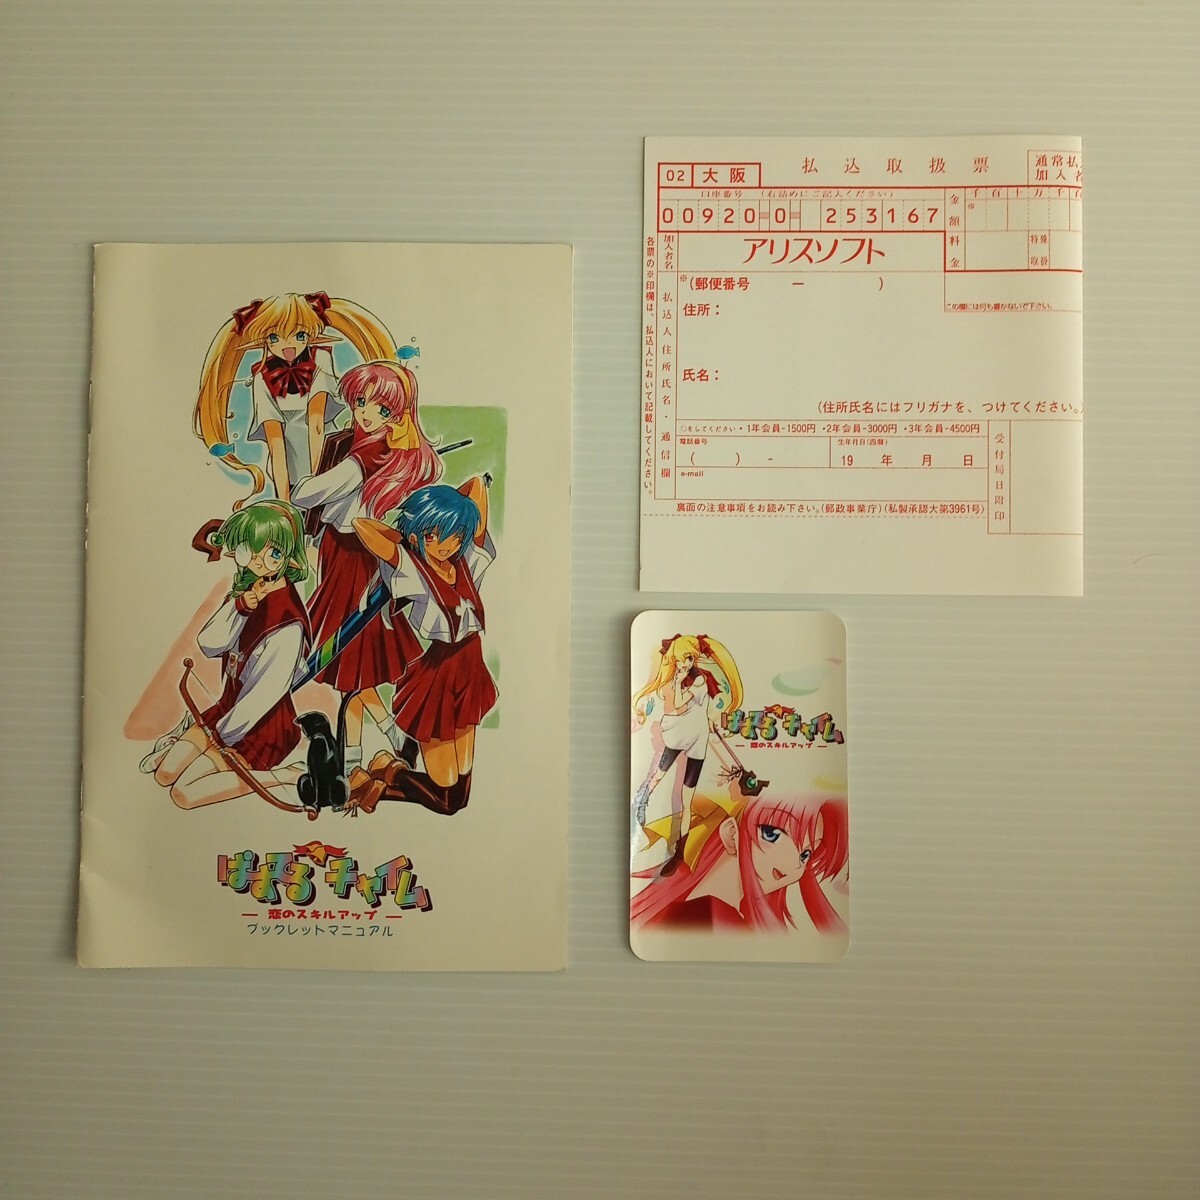 ぱすてるチャイム
― 恋のスキルアップ ―
ブックレットマニュアル
払込取扱票
02 大阪
通常払
加入者
口座番号 (右詰めにご記入ください)
00920 0 253167
金額
※
千百十万千
加入者名
アリスソフト
料金
特殊取扱
※(郵便番号 ー )
この欄には何も書かないで下さい。
住所:
氏名:
(住所氏名にはフリガナを、つけてください。)
払込人住所氏名・通信欄
各票の※印欄は、払込人において記載してください。
○をしてください・1年会員-1500円 ・2年会員-3000円 ・3年会員-4500円
電話番号
( ) -
生年月日(西暦)
19 年 月 日
e-mail
受付局日附印
裏面の注意事項をお読み下さい。(郵政事業庁)(私製承認大第3961号)
ぱすてるチャイム
― 恋のスキルアップ ―